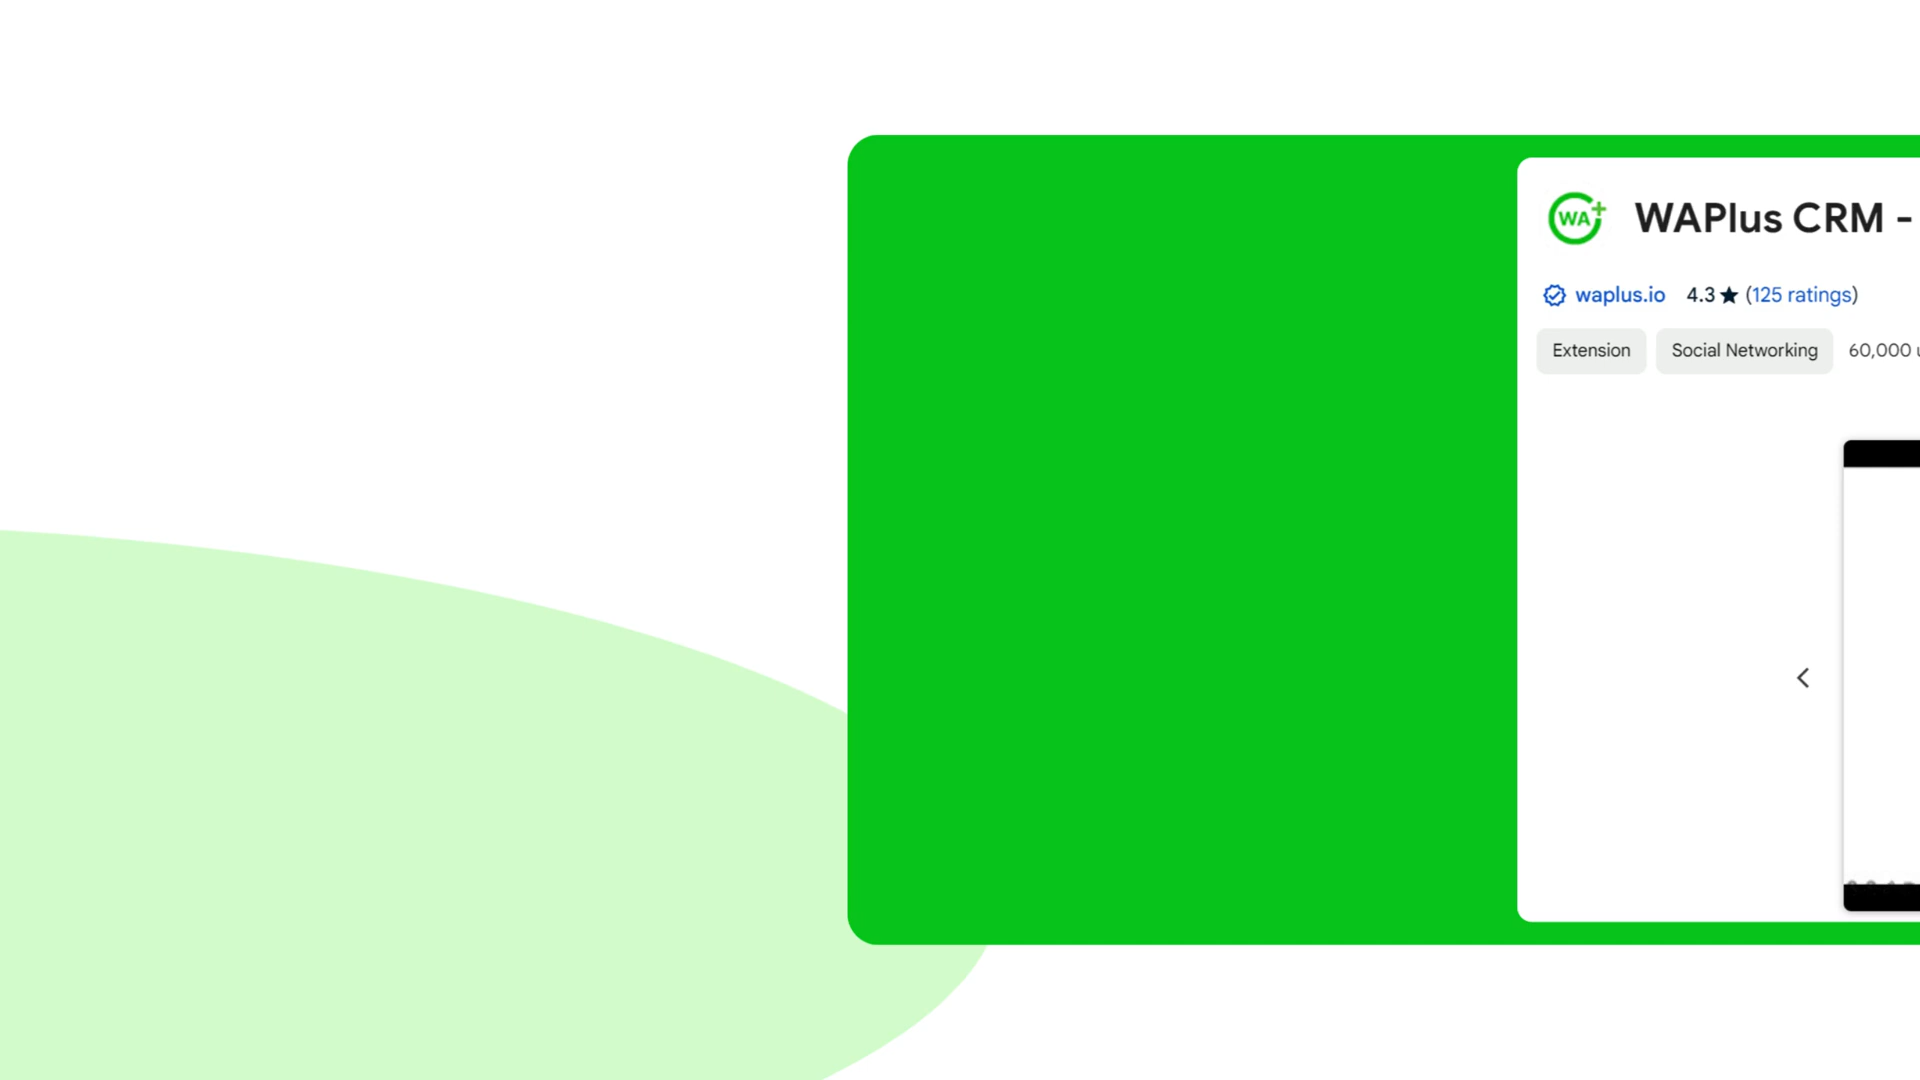 WA+
WAPlus CRM -
waplus.io 4.3★ (125 ratings)
Extension
Social Networking
60,000